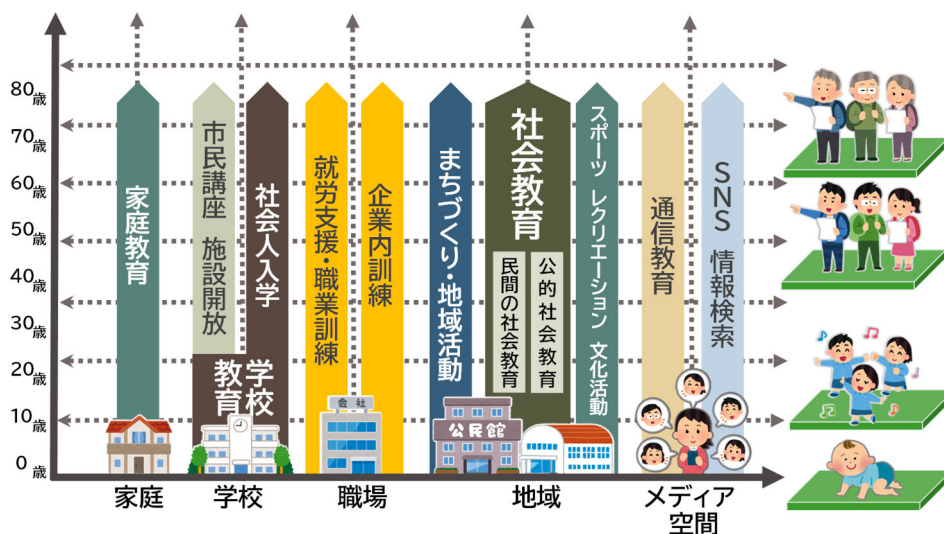 80歳
70歳
60歳
50歳
40歳
30歳
20歳
10歳
0歳
家庭教育
市民講座　施設開放
社会人入学
学校
教育
就労支援・職業訓練
企業内訓練
まちづくり・地域活動
社会教育
公的社会教育
民間の社会教育
スポーツ　レクリエーション　文化活動
通信教育
SNS　情報検索
会社
公民館
家庭
学校
職場
地域
メディア
空間